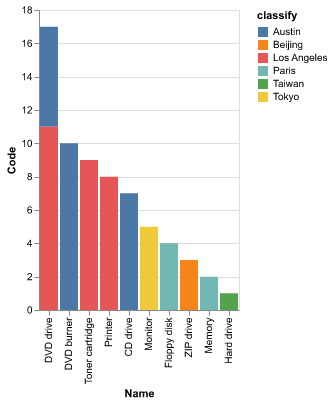 18
16
14
12
10
8
6
4
2
0
Code
DVD drive
DVD burner
Toner cartridge
Printer
CD drive
Monitor
Floppy disk
ZIP drive
Memory
Hard drive
Name
classify
Austin
Beijing
Los Angeles
Paris
Taiwan
Tokyo